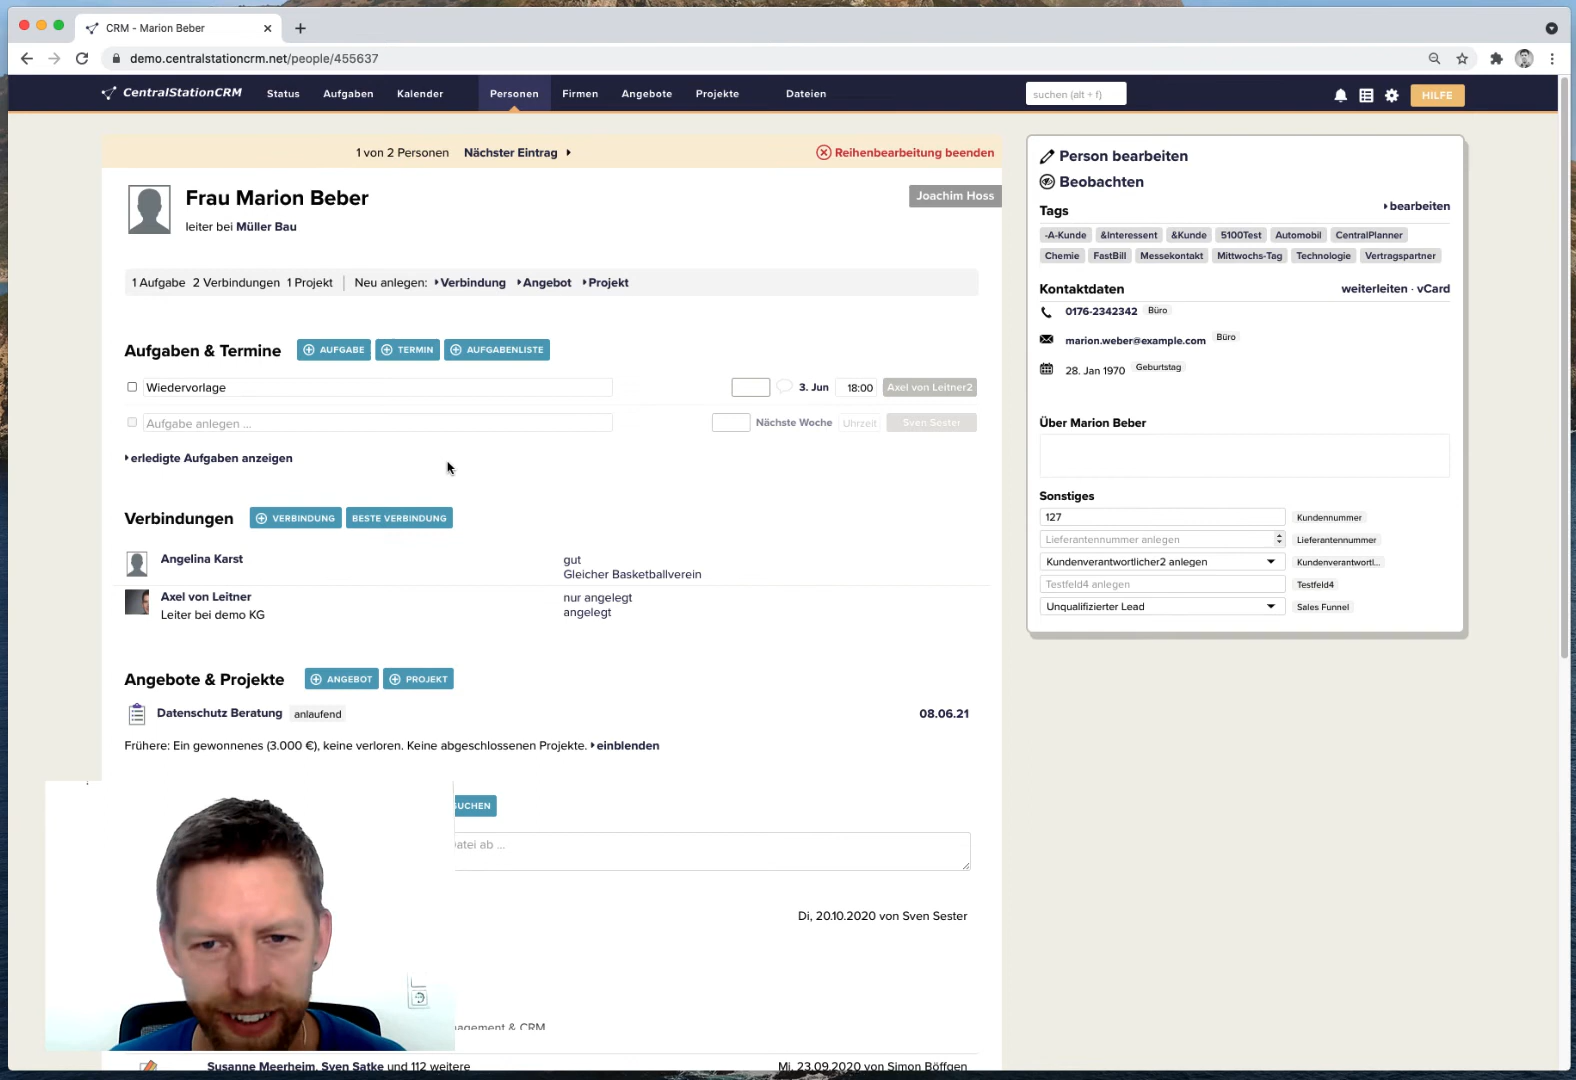 CRM - Marion Beber
demo.centralstationcrm.net/people/455637
CentralStationCRM Status Aufgaben Kalender Personen Firmen Angebote Projekte Dateien suchen (alt + f) HILFE
1 von 2 Personen Nächster Eintrag Reihenbearbeitung beenden
Frau Marion Beber
Joachim Hoss
leiter bei Müller Bau
1 Aufgabe 2 Verbindungen 1 Projekt Neu anlegen: Verbindung Angebot Projekt
Aufgaben & Termine AUFGABE TERMIN AUFGABENLISTE
Wiedervorlage 3. Jun 18:00 Axel von Leitner2
Aufgabe anlegen ... Nächste Woche Uhrzeit Sven Sester
erledigte Aufgaben anzeigen
Verbindungen VERBINDUNG BESTE VERBINDUNG
Angelina Karst gut
Gleicher Basketballverein
Axel von Leitner nur angelegt
Leiter bei demo KG angelegt
Angebote & Projekte ANGEBOT PROJEKT
Datenschutz Beratung anlaufend 08.06.21
Frühere: Ein gewonnenes (3.000 €), keine verloren. Keine abgeschlossenen Projekte. einblenden
SUCHEN
atei ab ...
Di, 20.10.2020 von Sven Sester
nagement & CRM
Susanne Meerheim, Sven Satke und 112 weitere Mi, 23.09.2020 von Simon Böffgen
Person bearbeiten
Beobachten
Tags bearbeiten
-A-Kunde &Interessent &Kunde 5100Test Automobil CentralPlanner
Chemie FastBill Messekontakt Mittwochs-Tag Technologie Vertragspartner
Kontaktdaten weiterleiten · vCard
0176-2342342 Büro
marion.weber@example.com Büro
28. Jan 1970 Geburtstag
Über Marion Beber
Sonstiges
127 Kundennummer
Lieferantennummer anlegen Lieferantennummer
Kundenverantwortlicher2 anlegen Kundenverantwortl...
Testfeld4 anlegen Testfeld4
Unqualifizierter Lead Sales Funnel